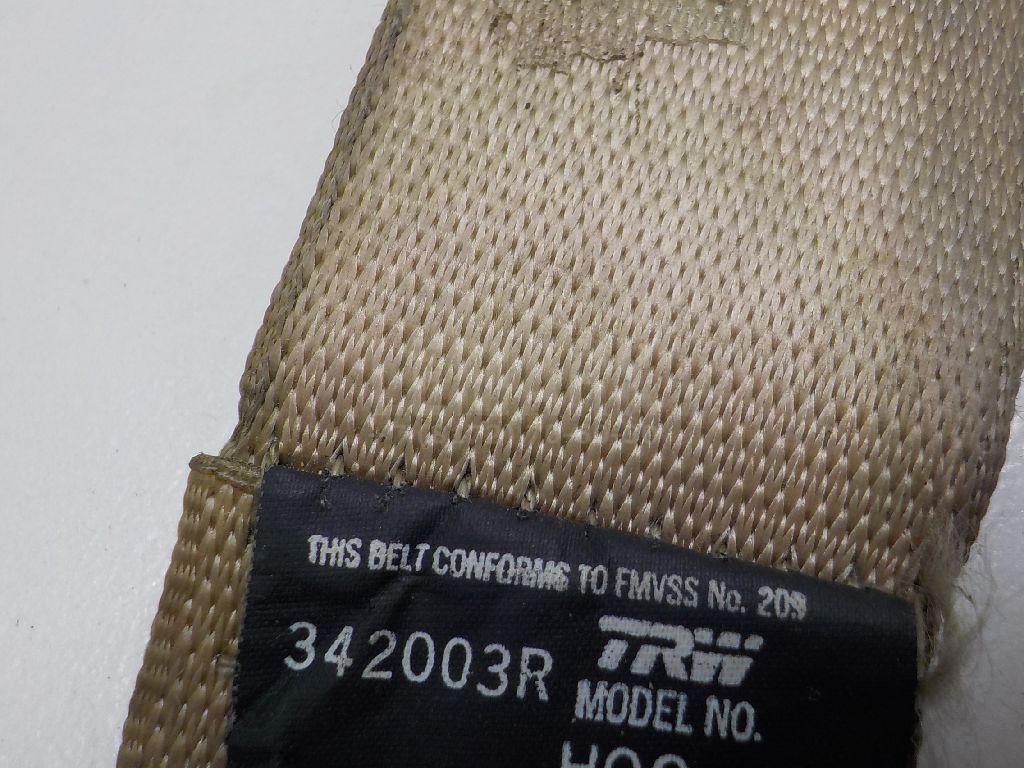 THIS BELT CONFORMS TO FMVSS No. 209
342003R
TRW
MODEL NO.